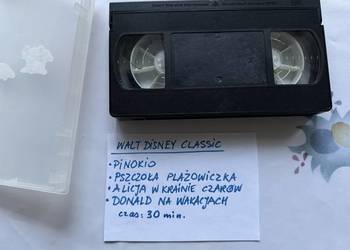 WALT DISNEY CLASSIC
• PINOKIO
• PSZCZOŁA PLAŻOWICZKA
• ALICJA W KRAINIE CZARÓW
• DONALD NA WAKACJACH
czas: 30 min.